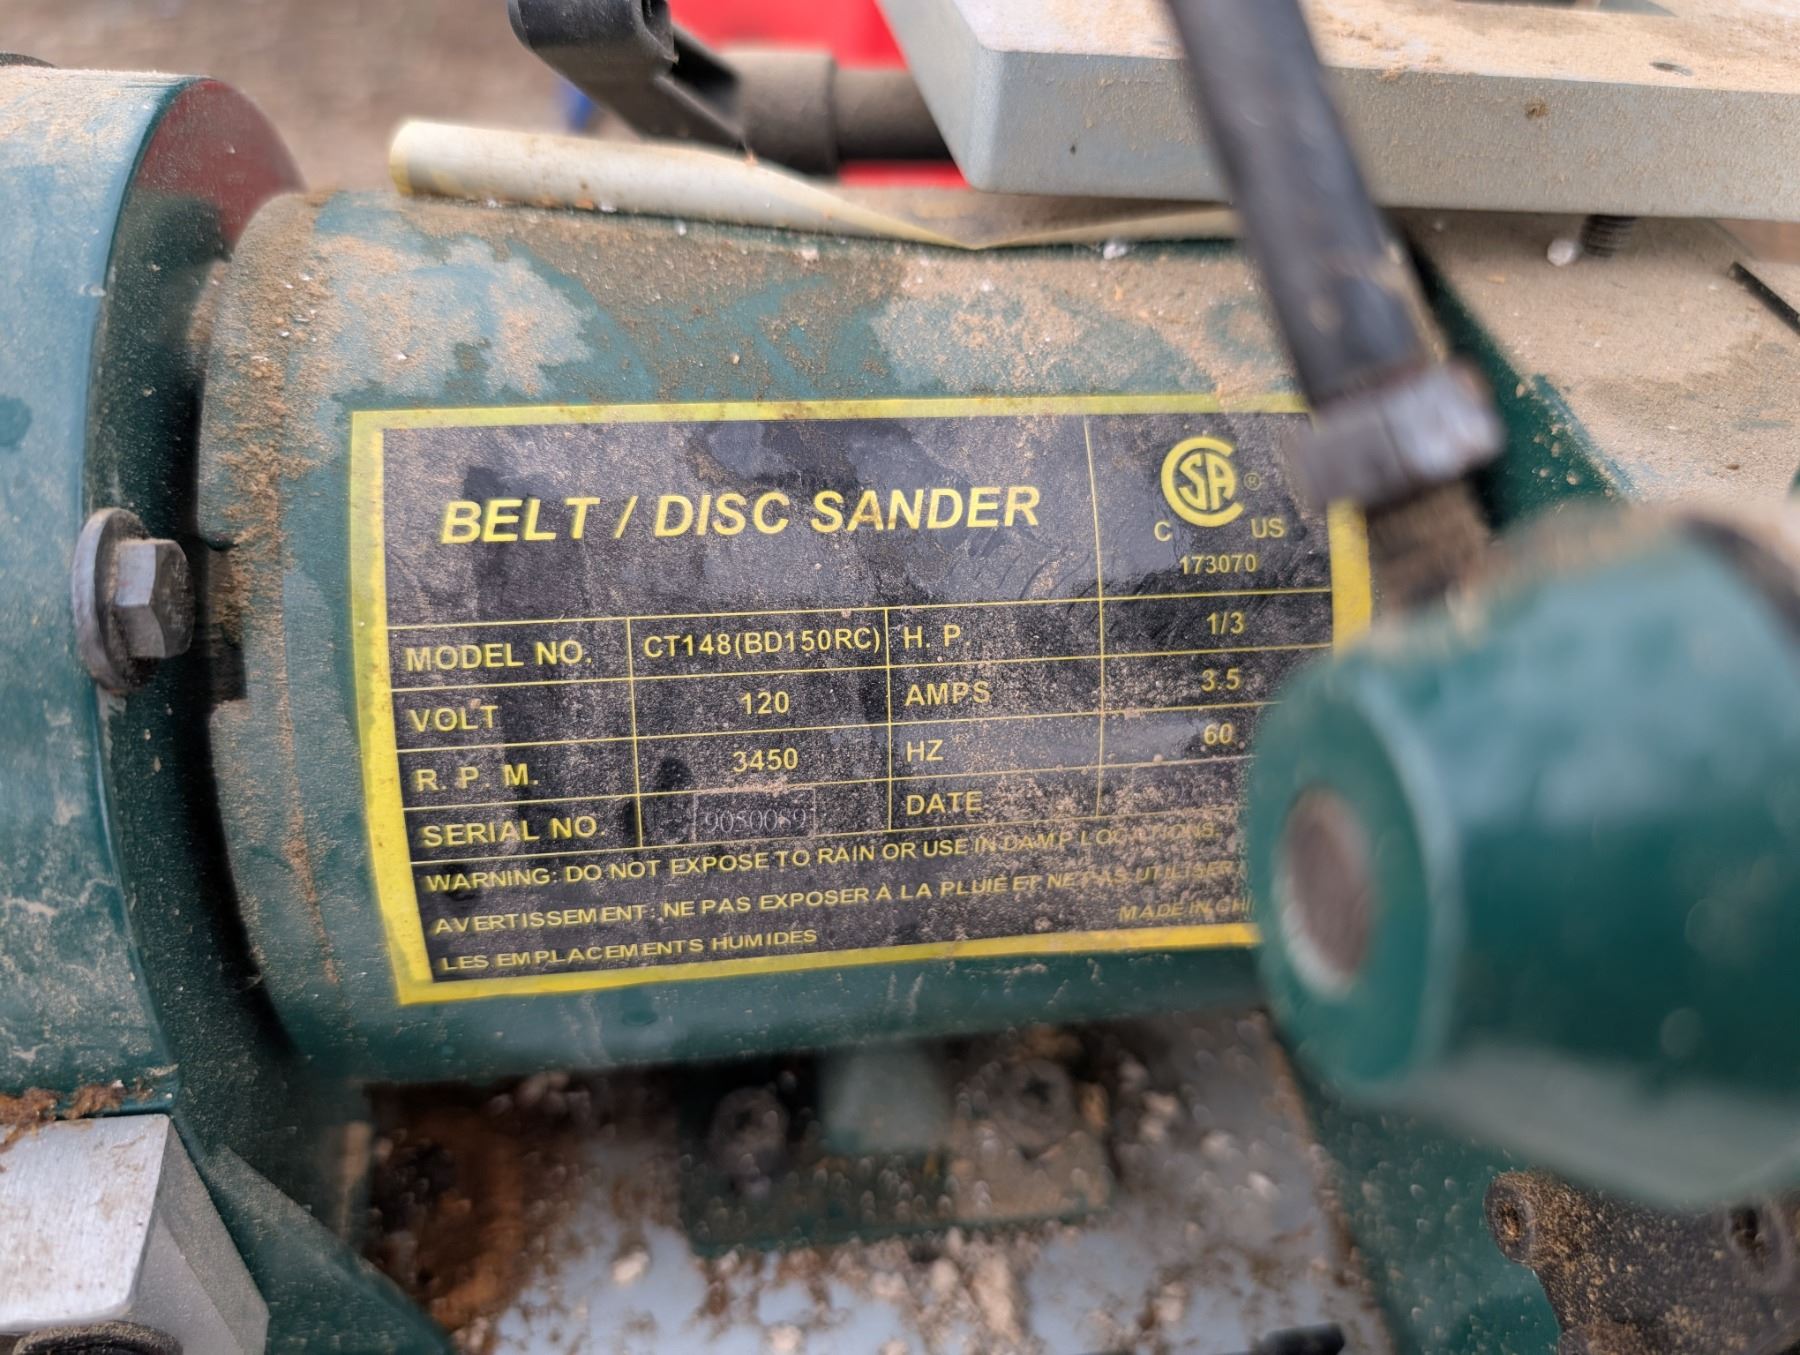 BELT / DISC SANDER
CSA ®
C US
173070
MODEL NO. CT148(BD150RC) H. P. 1/3
VOLT 120 AMPS 3.5
R. P. M. 3450 HZ 60
SERIAL NO. DATE
WARNING: DO NOT EXPOSE TO RAIN OR USE IN DAMP LOCATIONS.
AVERTISSEMENT: NE PAS EXPOSER À LA PLUIE ET NE PAS UTILISER
LES EMPLACEMENTS HUMIDES
MADE IN